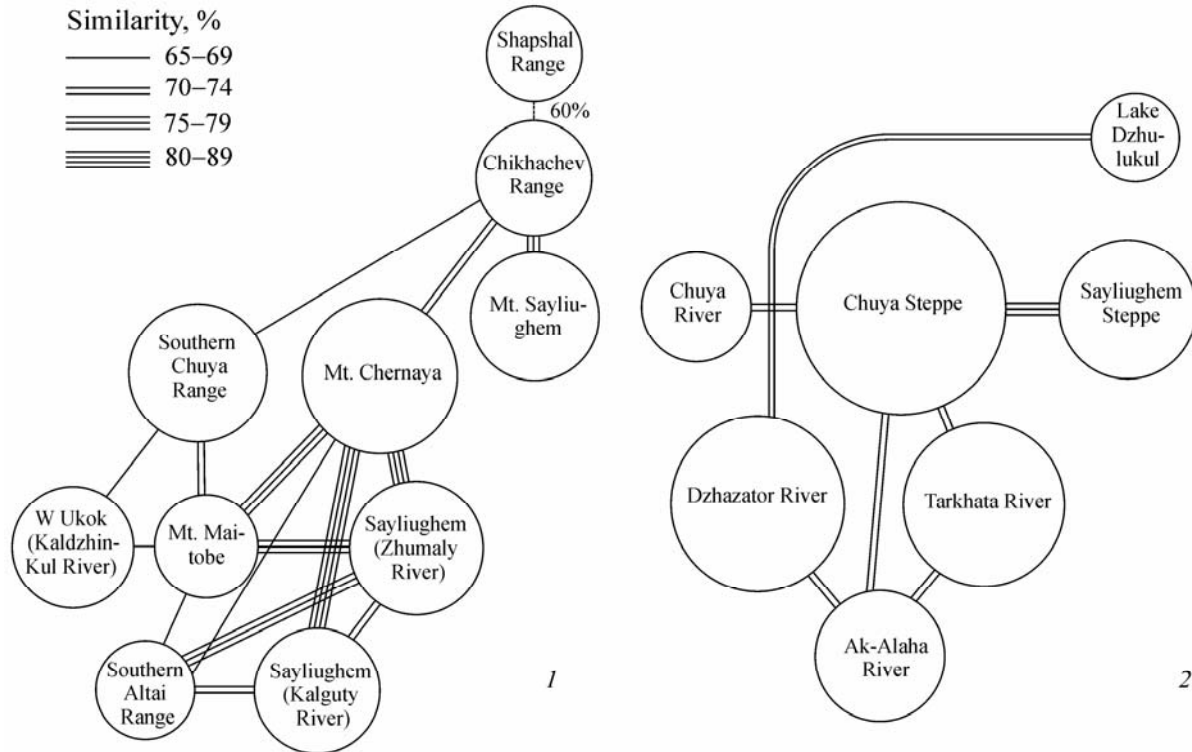 Similarity, %
65–69
70–74
75–79
80–89
Shapshal
Range
60%
Chikhachev
Range
Mt. Sayliu-
ghem
Southern
Chuya
Range
Mt. Chernaya
W Ukok
(Kaldzhin-
Kul River)
Mt. Mai-
tobe
Sayliughem
(Zhumaly
River)
Southern
Altai
Range
Sayliughem
(Kalguty
River)
1
Lake
Dzhu-
lukul
Chuya
River
Chuya Steppe
Sayliughem
Steppe
Dzhazator River
Tarkhata River
Ak-Alaha
River
2